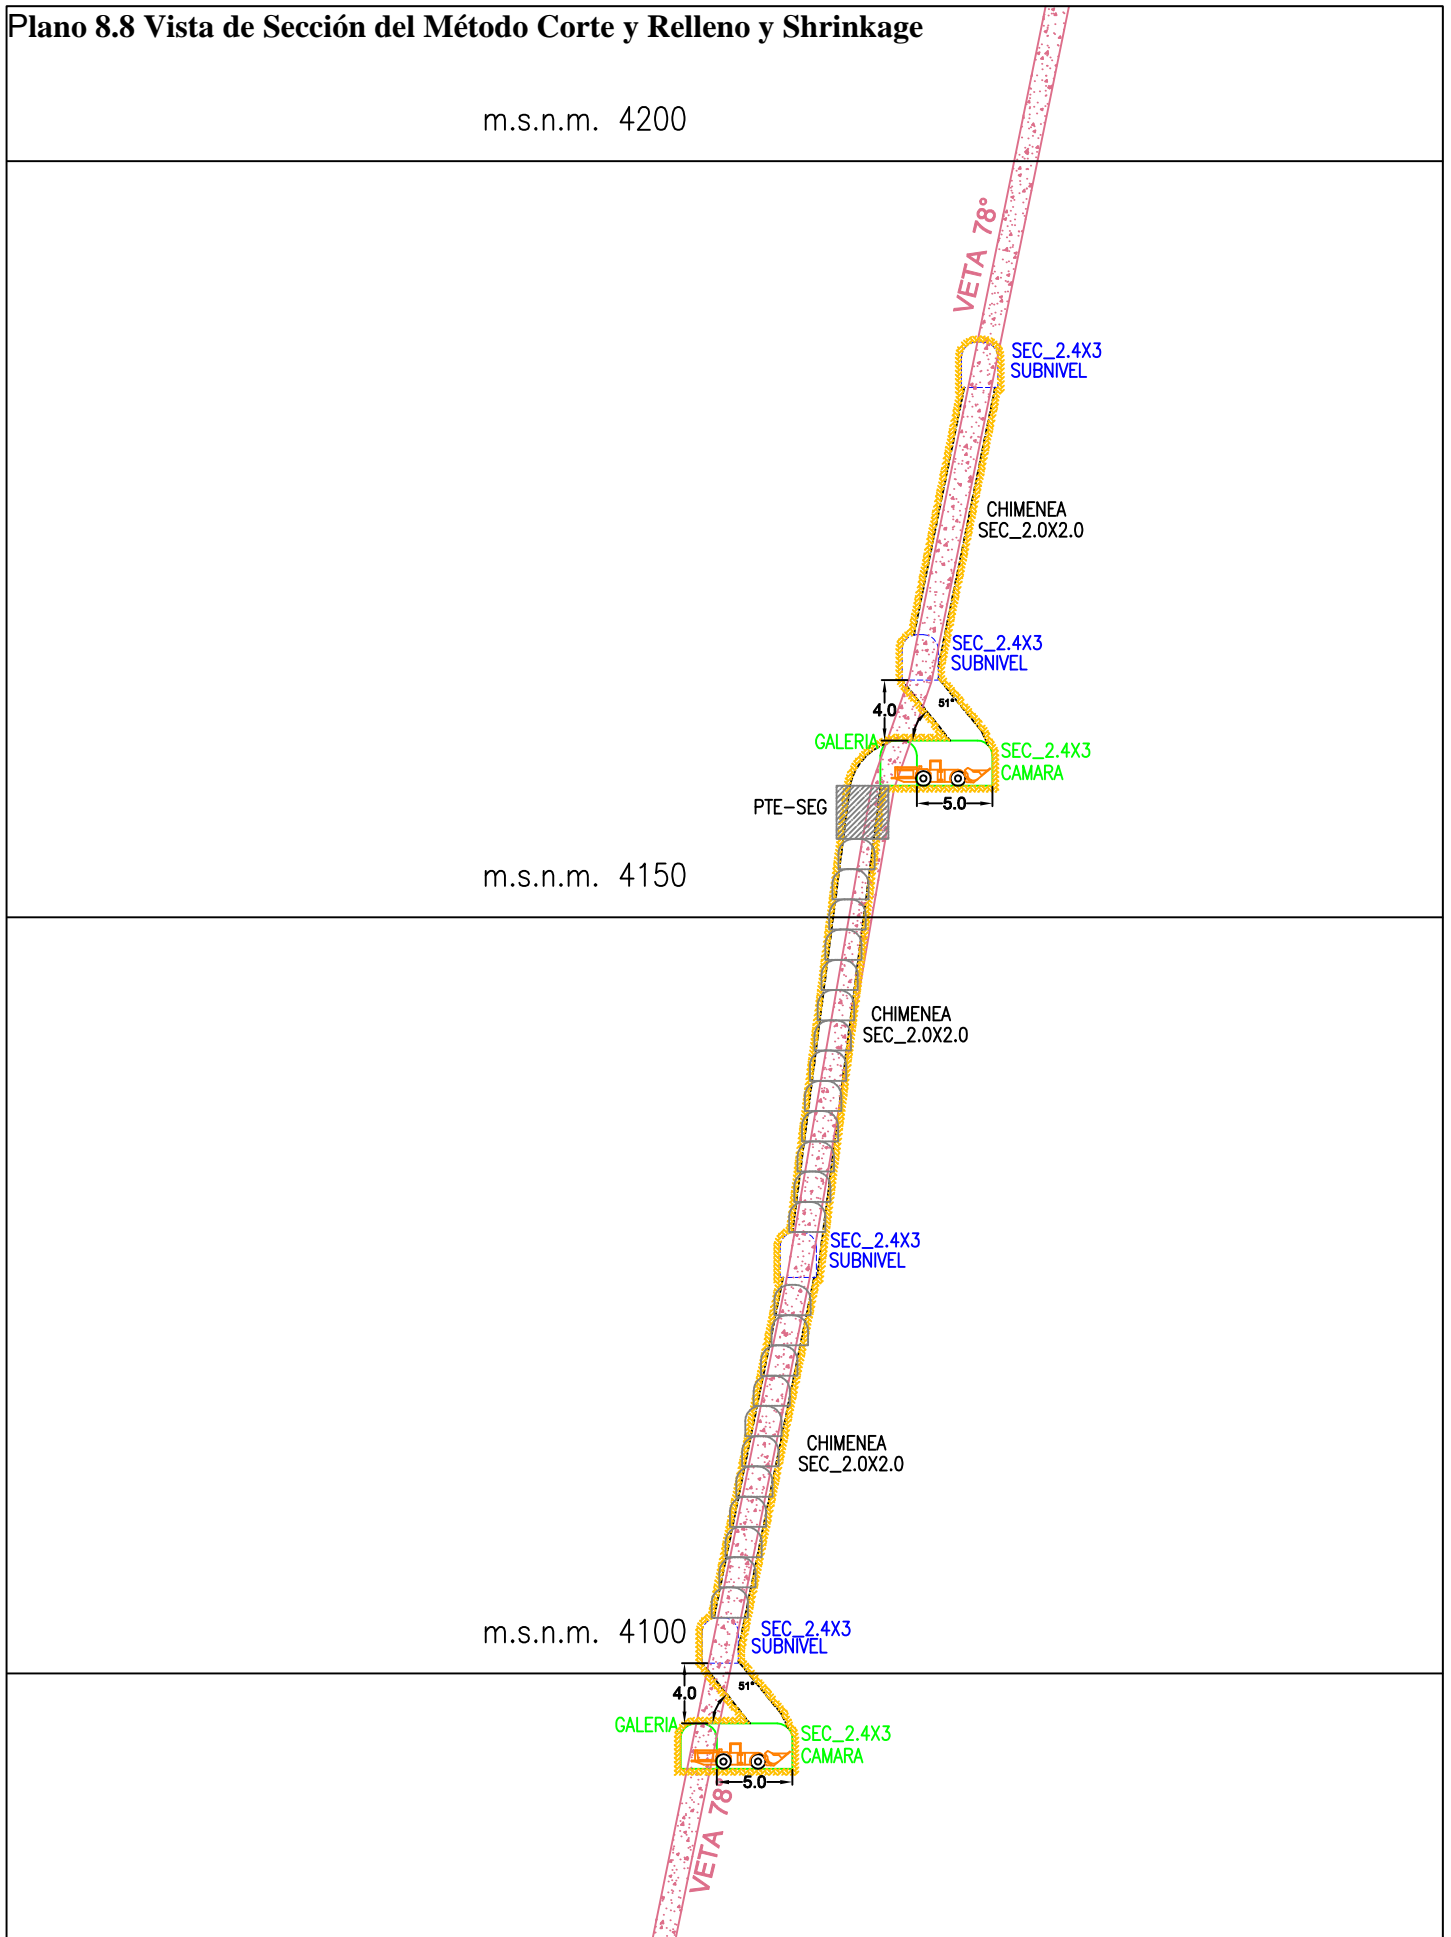 Plano 8.8 Vista de Sección del Método Corte y Relleno y Shrinkage
m.s.n.m. 4200
VETA 78°
SEC_2.4X3
SUBNIVEL
CHIMENEA
SEC_2.0X2.0
SEC_2.4X3
SUBNIVEL
4.0
51°
GALERIA
SEC_2.4X3
CAMARA
5.0
PTE-SEG
m.s.n.m. 4150
CHIMENEA
SEC_2.0X2.0
SEC_2.4X3
SUBNIVEL
CHIMENEA
SEC_2.0X2.0
m.s.n.m. 4100
SEC_2.4X3
SUBNIVEL
4.0
51°
GALERIA
SEC_2.4X3
CAMARA
5.0
VETA 78°